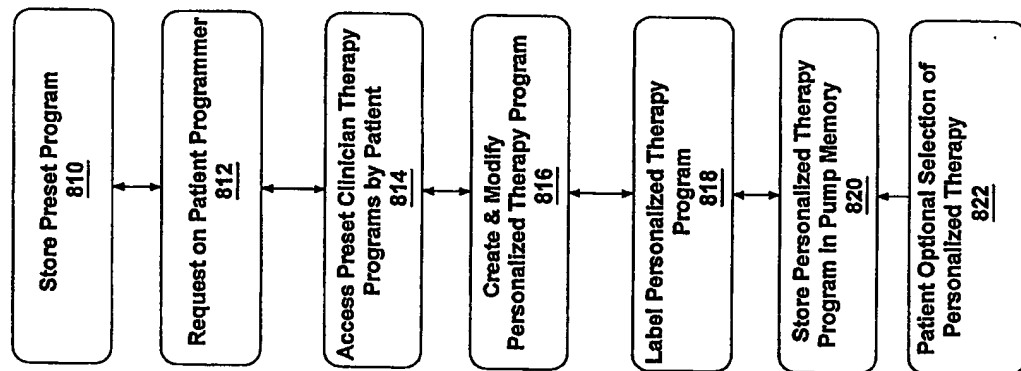 Store Preset Program
810
Request on Patient Programmer
812
Access Preset Clinician Therapy
Programs by Patient
814
Create & Modify
Personalized Therapy Program
816
Label Personalized Therapy
Program
818
Store Personalized Therapy
Program In Pump Memory
820
Patient Optional Selection of
Personalized Therapy
822